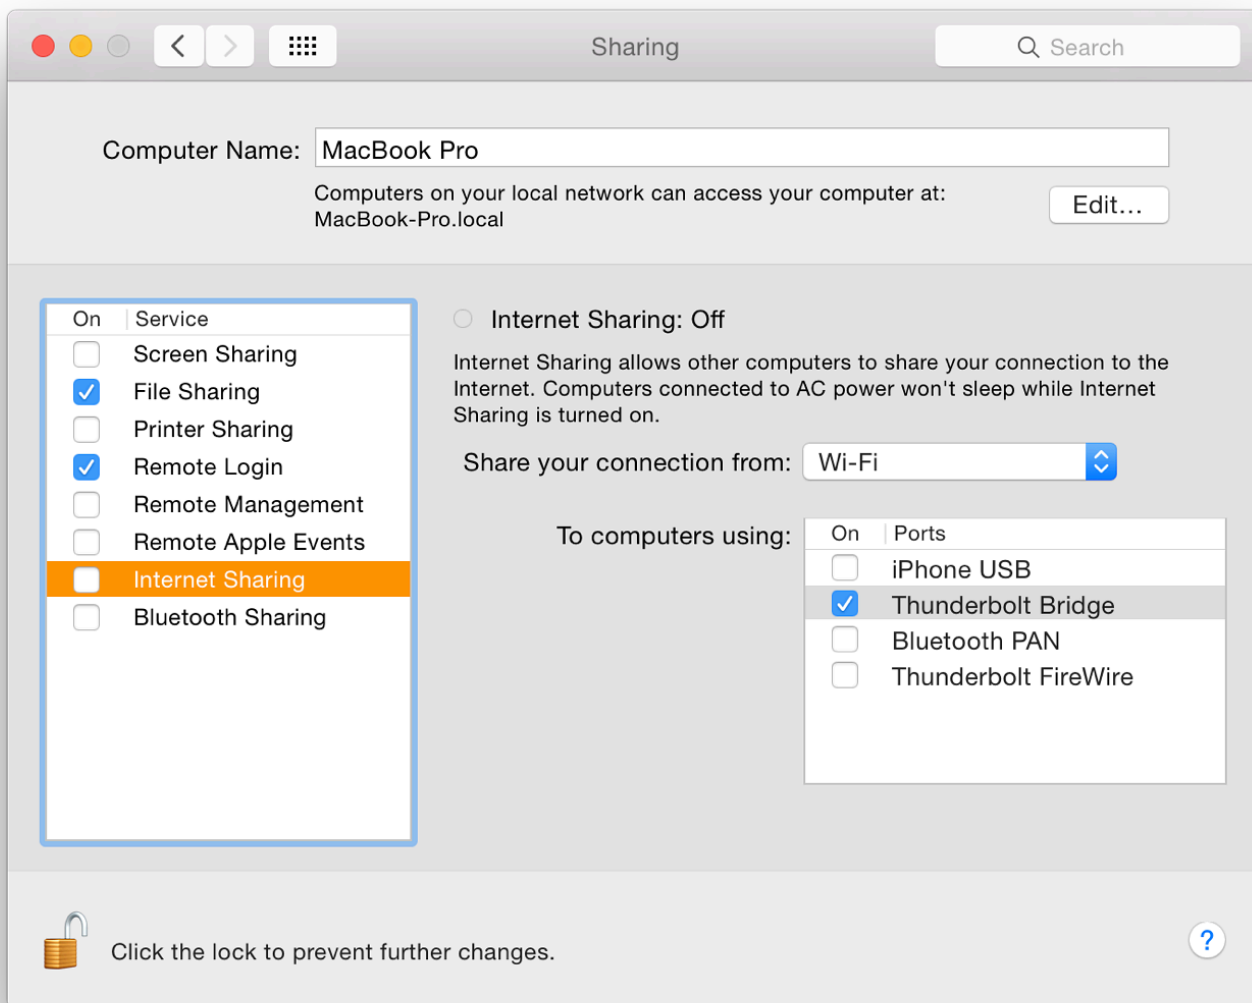 Sharing
Search
Computer Name:
MacBook Pro
Computers on your local network can access your computer at:
MacBook-Pro.local
Edit...
On Service
Screen Sharing
File Sharing
Printer Sharing
Remote Login
Remote Management
Remote Apple Events
Internet Sharing
Bluetooth Sharing
Internet Sharing: Off
Internet Sharing allows other computers to share your connection to the
Internet. Computers connected to AC power won't sleep while Internet
Sharing is turned on.
Share your connection from: Wi-Fi
To computers using:
On Ports
iPhone USB
Thunderbolt Bridge
Bluetooth PAN
Thunderbolt FireWire
Click the lock to prevent further changes.
?